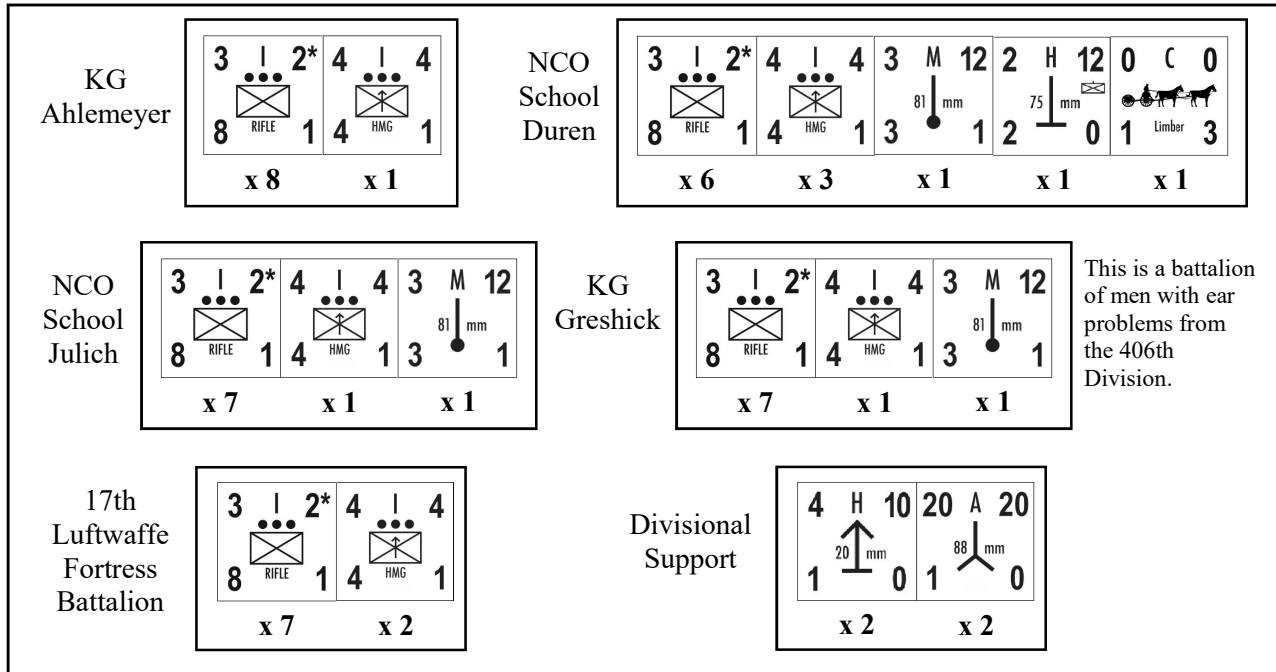 KG
Ahlemeyer
3 I 2*
RIFLE
8 1
x 8
4 I 4
HMG
4 1
x 1
NCO
School
Duren
3 I 2*
RIFLE
8 1
x 6
4 I 4
HMG
4 1
x 3
3 M 12
81 mm
3 1
x 1
2 H 12
75 mm
2 0
x 1
0 C 0
Limber
1 3
x 1
NCO
School
Julich
3 I 2*
RIFLE
8 1
x 7
4 I 4
HMG
4 1
x 1
3 M 12
81 mm
3 1
x 1
KG
Greshick
3 I 2*
RIFLE
8 1
x 7
4 I 4
HMG
4 1
x 1
3 M 12
81 mm
3 1
x 1
This is a battalion
of men with ear
problems from
the 406th
Division.
17th
Luftwaffe
Fortress
Battalion
3 I 2*
RIFLE
8 1
x 7
4 I 4
HMG
4 1
x 2
Divisional
Support
4 H 10
20 mm
1 0
x 2
20 A 20
88 mm
1 0
x 2